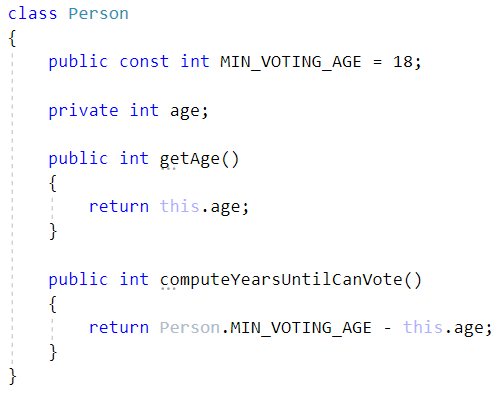 class Person
{
    public const int MIN_VOTING_AGE = 18;
    private int age;
    public int getAge()
    {
        return this.age;
    }
    public int computeYearsUntilCanVote()
    {
        return Person.MIN_VOTING_AGE - this.age;
    }
}